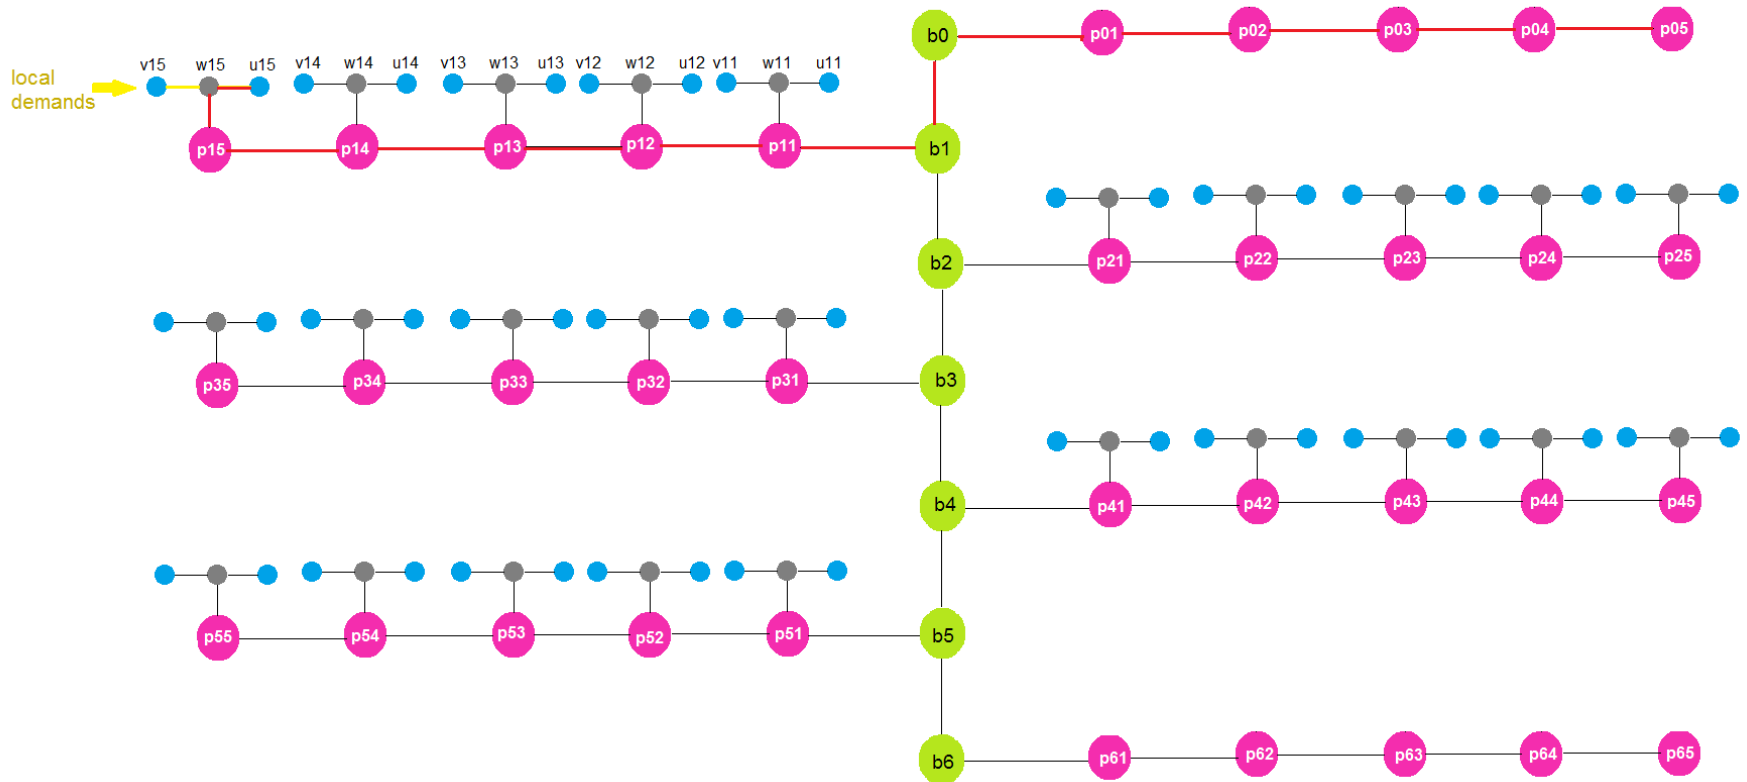 b0 p01 p02 p03 p04 p05
v15 w15 u15 v14 w14 u14 v13 w13 u13 v12 w12 u12 v11 w11 u11
local
demands
p15 p14 p13 p12 p11 b1
b2 p21 p22 p23 p24 p25
p35 p34 p33 p32 p31 b3
b4 p41 p42 p43 p44 p45
p55 p54 p53 p52 p51 b5
b6 p61 p62 p63 p64 p65